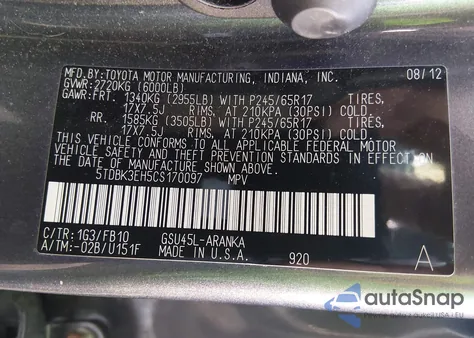 MFD.BY:TOYOTA MOTOR MANUFACTURING, INDIANA, INC. 08/12
GVWR:2720KG (6000LB)
GAWR:FRT. 1340KG (2955LB) WITH P245/65R17 TIRES,
17X7.5J RIMS, AT 210KPA (30PSI) COLD.
RR. 1585KG (3505LB) WITH P245/65R17 TIRES,
17X7.5J RIMS, AT 210KPA (30PSI) COLD.
THIS VEHICLE CONFORMS TO ALL APPLICABLE FEDERAL MOTOR
VEHICLE SAFETY AND THEFT PREVENTION STANDARDS IN EFFECT ON
THE DATE OF MANUFACTURE SHOWN ABOVE.
5TDBK3EH5CS170097 MPV
C/TR: 1G3/FB10 GSU45L-ARANKA A
A/TM:-02B/U151F MADE IN U.S.A. 920
autoSnap